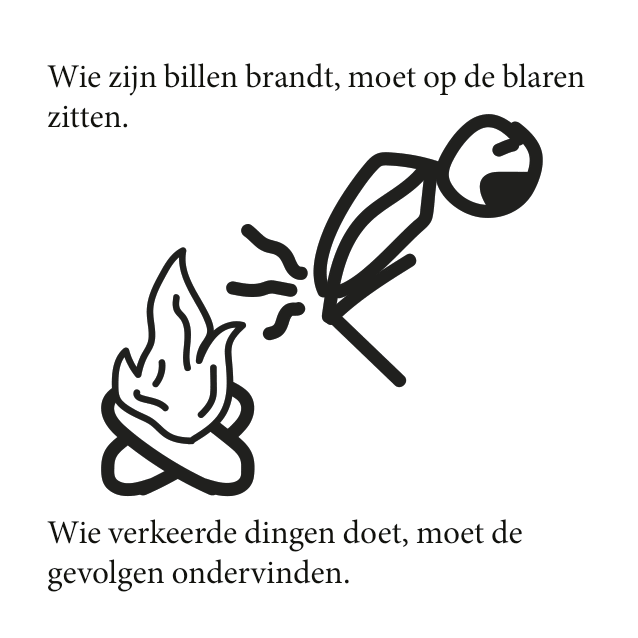 Wie zijn billen brandt, moet op de blaren
zitten.
Wie verkeerde dingen doet, moet de
gevolgen ondervinden.